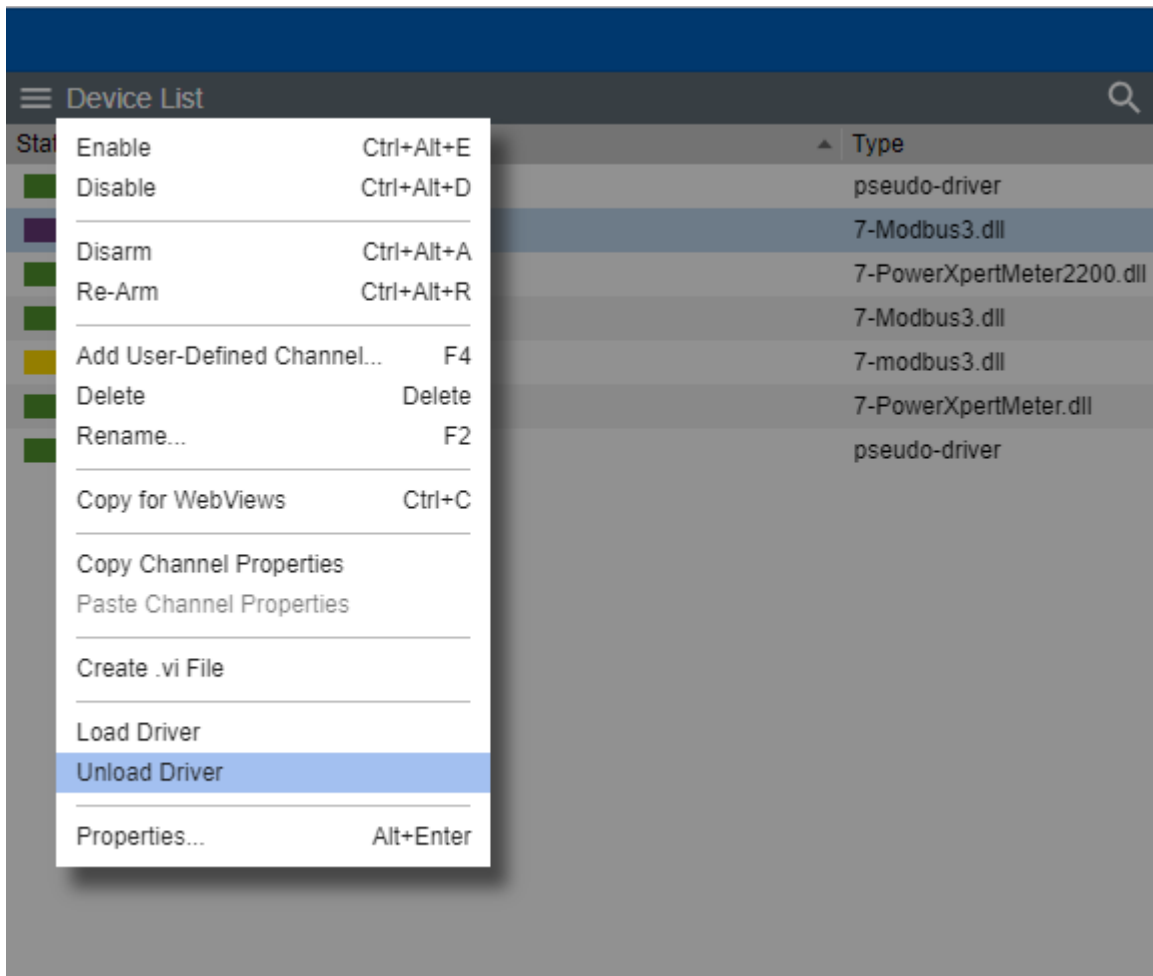 Device List
Stat
Type
Enable Ctrl+Alt+E
Disable Ctrl+Alt+D
Disarm Ctrl+Alt+A
Re-Arm Ctrl+Alt+R
Add User-Defined Channel... F4
Delete Delete
Rename... F2
Copy for WebViews Ctrl+C
Copy Channel Properties
Paste Channel Properties
Create .vi File
Load Driver
Unload Driver
Properties... Alt+Enter
pseudo-driver
7-Modbus3.dll
7-PowerXpertMeter2200.dll
7-Modbus3.dll
7-modbus3.dll
7-PowerXpertMeter.dll
pseudo-driver